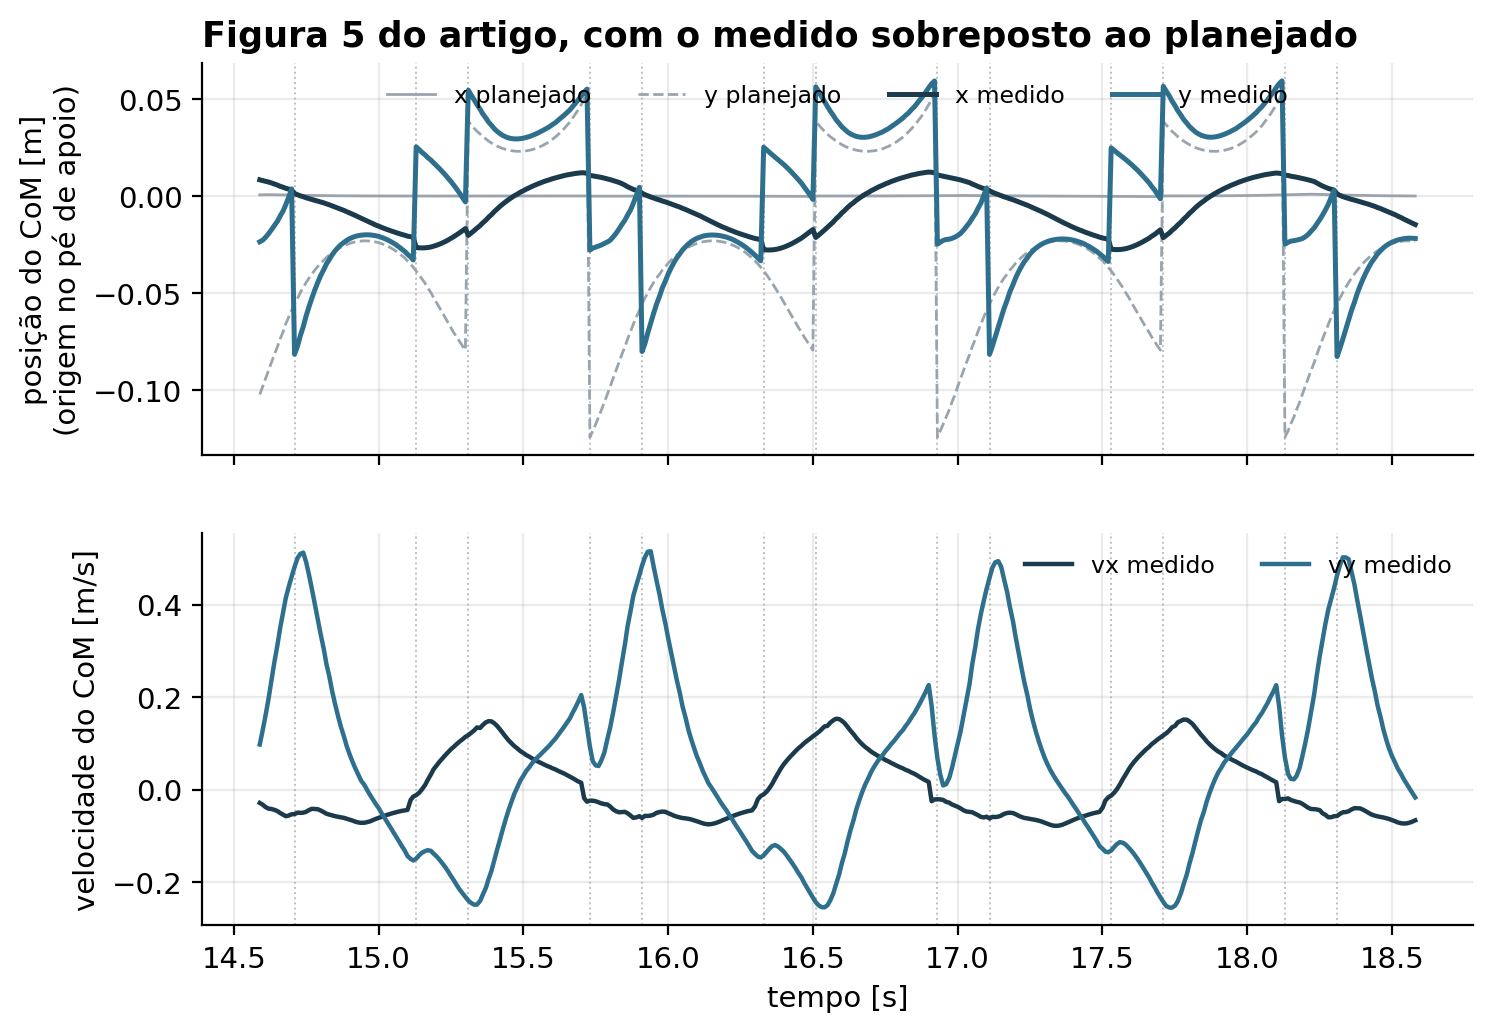 Figura 5 do artigo, com o medido sobreposto ao planejado
posição do CoM [m]
(origem no pé de apoio)
0.05
0.00
−0.05
−0.10
x planejado
y planejado
x medido
y medido
velocidade do CoM [m/s]
0.4
0.2
0.0
−0.2
vx medido
vy medido
14.5
15.0
15.5
16.0
16.5
17.0
17.5
18.0
18.5
tempo [s]